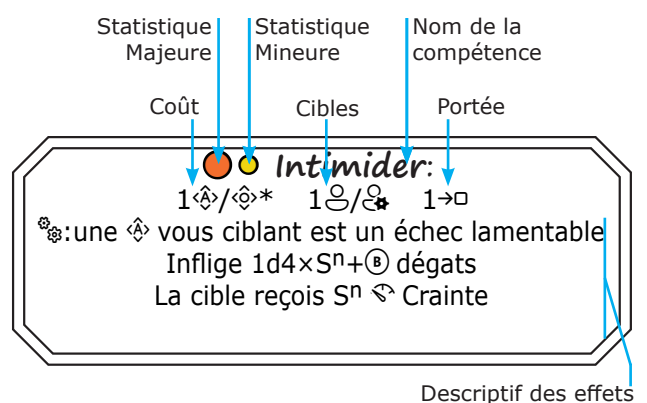 Statistique Majeure
Statistique Mineure
Nom de la compétence
Coût
Cibles
Portée
Intimider:
1<A>/<O>* 1/ 1→□
:une <A> vous ciblant est un échec lamentable
Inflige 1d4×Sⁿ+Ⓑ dégats
La cible reçois Sⁿ Crainte
Descriptif des effets